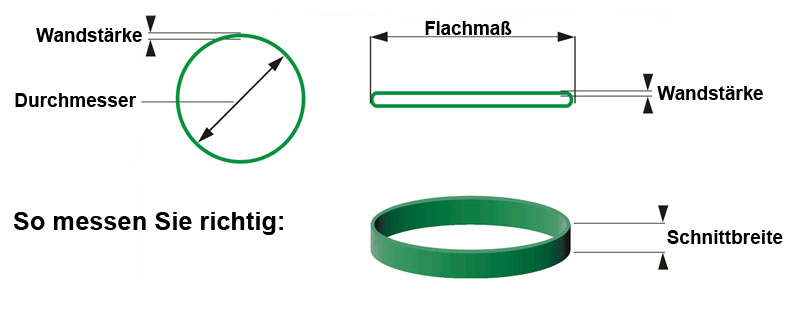 Wandstärke
Durchmesser
Flachmaß
Wandstärke
So messen Sie richtig:
Schnittbreite